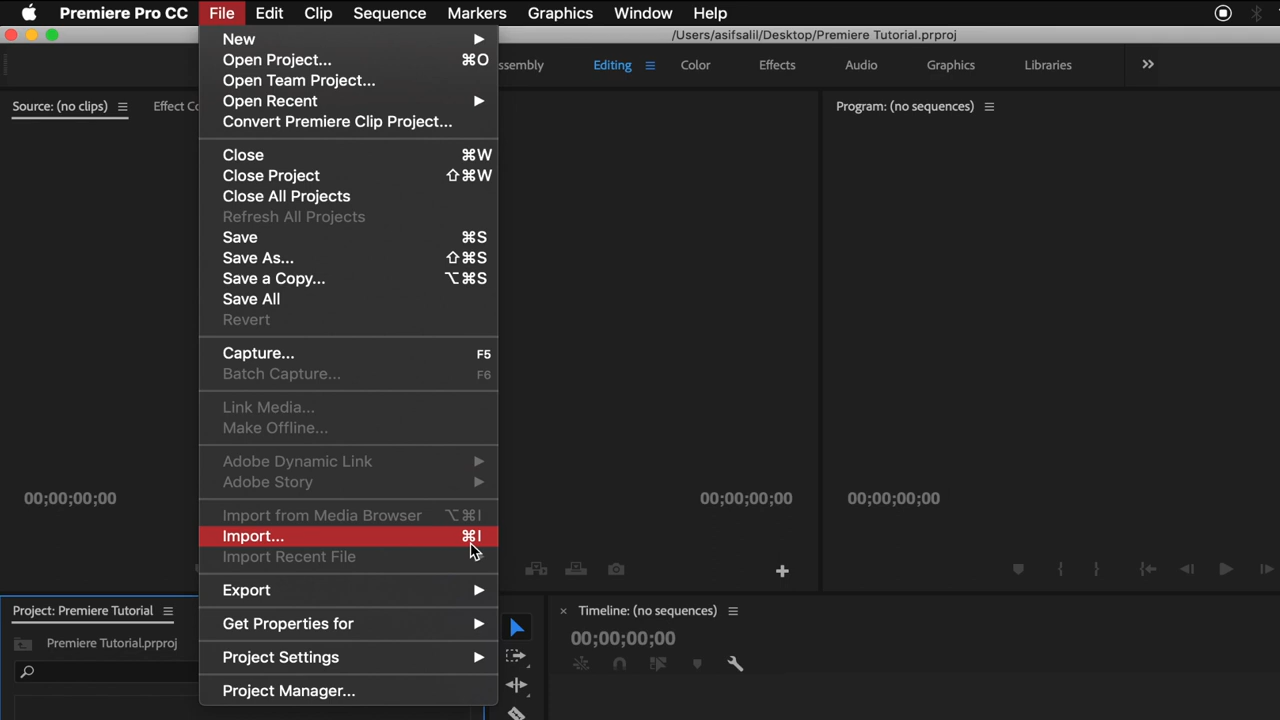 Premiere Pro CC File Edit Clip Sequence Markers Graphics Window Help
/Users/asifsalil/Desktop/Premiere Tutorial.prproj
ssembly Editing Color Effects Audio Graphics Libraries
Source: (no clips) Effect Co
Program: (no sequences)
New
Open Project... ⌘O
Open Team Project...
Open Recent
Convert Premiere Clip Project...
Close ⌘W
Close Project ⇧⌘W
Close All Projects
Refresh All Projects
Save ⌘S
Save As... ⇧⌘S
Save a Copy... ⌥⌘S
Save All
Revert
Capture... F5
Batch Capture... F6
Link Media...
Make Offline...
Adobe Dynamic Link
Adobe Story
Import from Media Browser ⌥⌘I
Import... ⌘I
Import Recent File
Export
Get Properties for
Project Settings
Project Manager...
00;00;00;00 00;00;00;00 00;00;00;00
Project: Premiere Tutorial
Premiere Tutorial.prproj
Timeline: (no sequences)
00;00;00;00